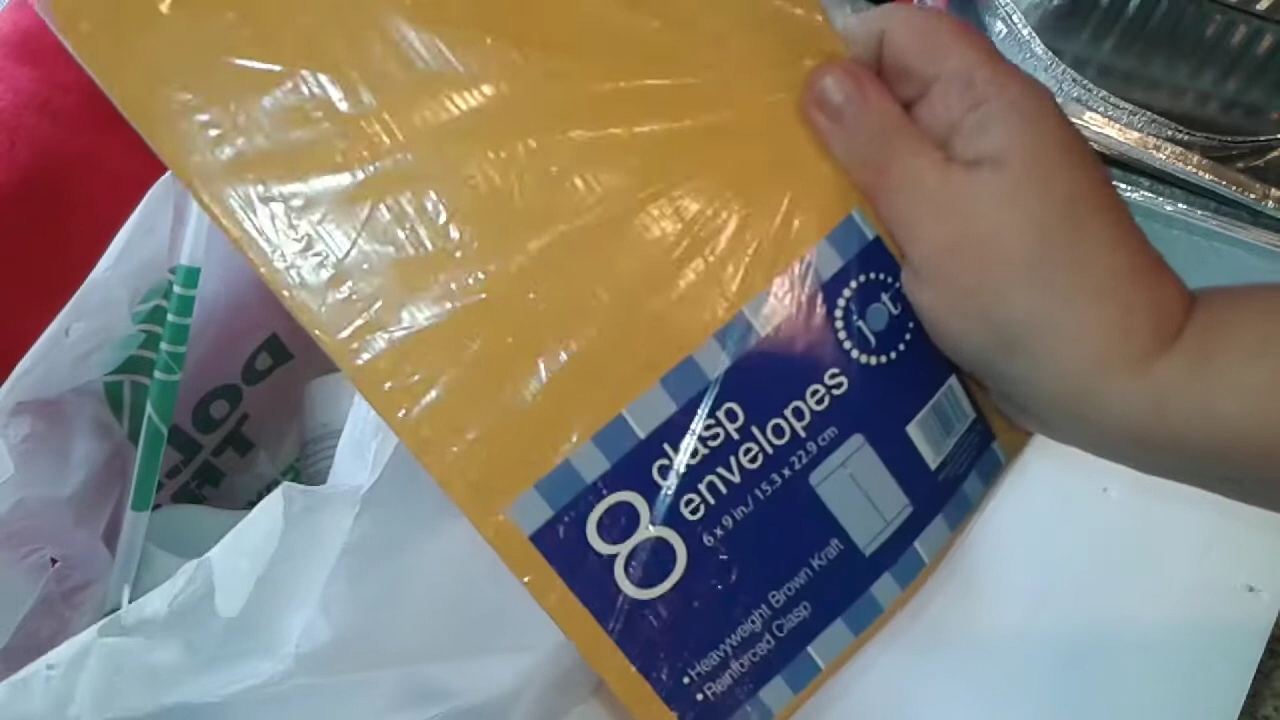 jot
8 clasp
envelopes
6 x 9 in./ 15.3 x 22.9 cm
• Heavyweight Brown Kraft
• Reinforced Clasp